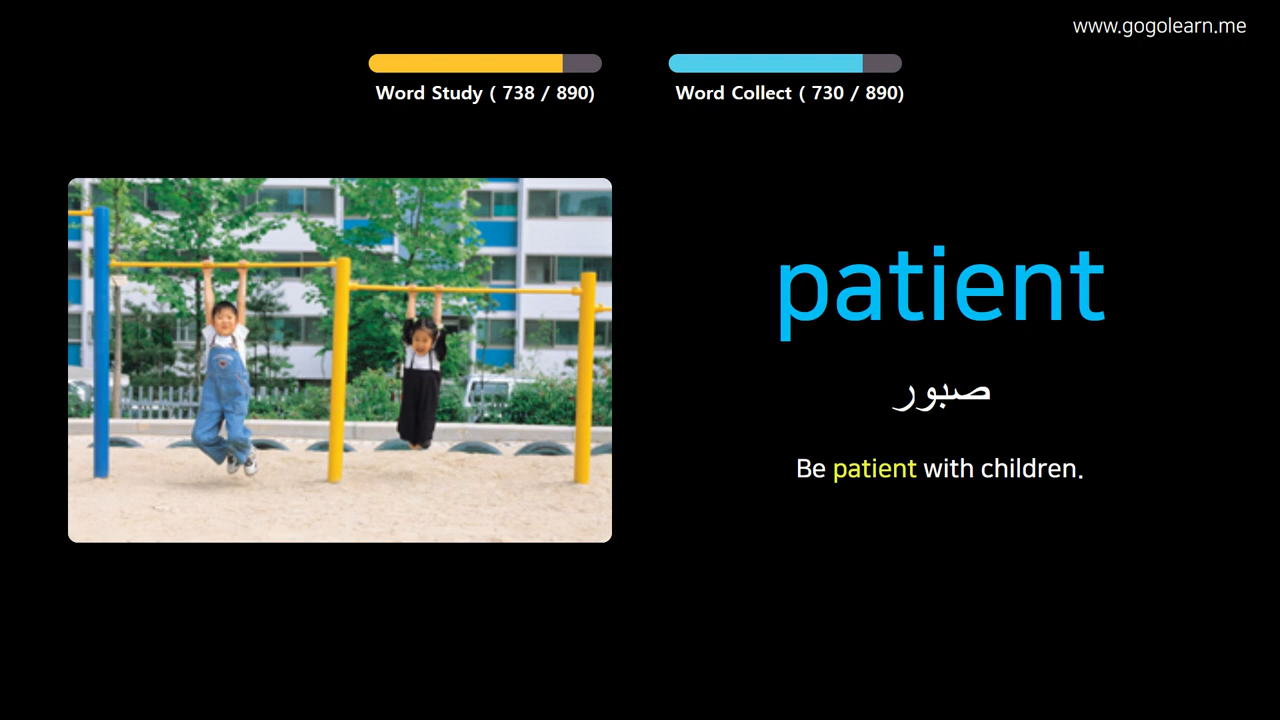 www.gogolearn.me
Word Study ( 738 / 890)
Word Collect ( 730 / 890)
patient
صبور
Be patient with children.